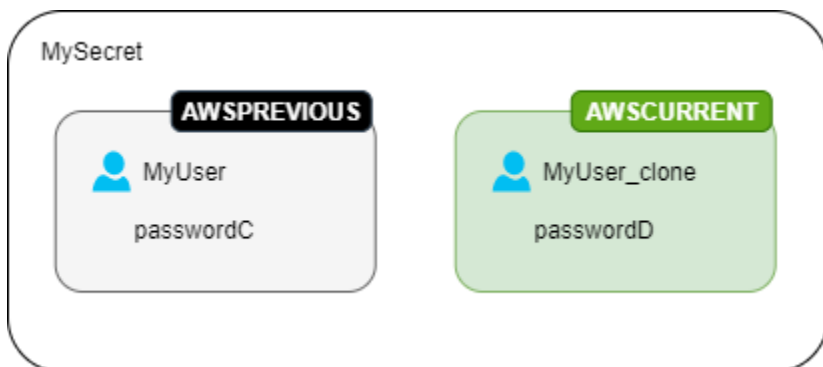 MySecret
AWSPREVIOUS
MyUser
passwordC
AWSCURRENT
MyUser_clone
passwordD